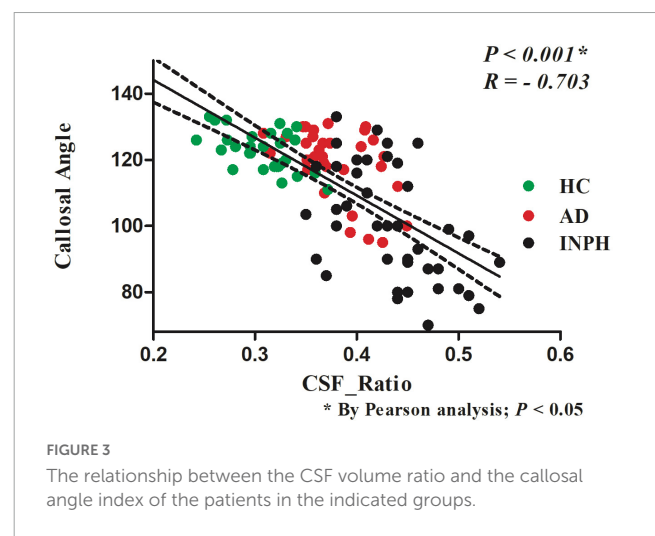 P < 0.001*
R = - 0.703
140
120
100
80
Callosal Angle
HC
AD
INPH
0.2 0.3 0.4 0.5 0.6
CSF_Ratio
* By Pearson analysis; P < 0.05
FIGURE 3
The relationship between the CSF volume ratio and the callosal
angle index of the patients in the indicated groups.